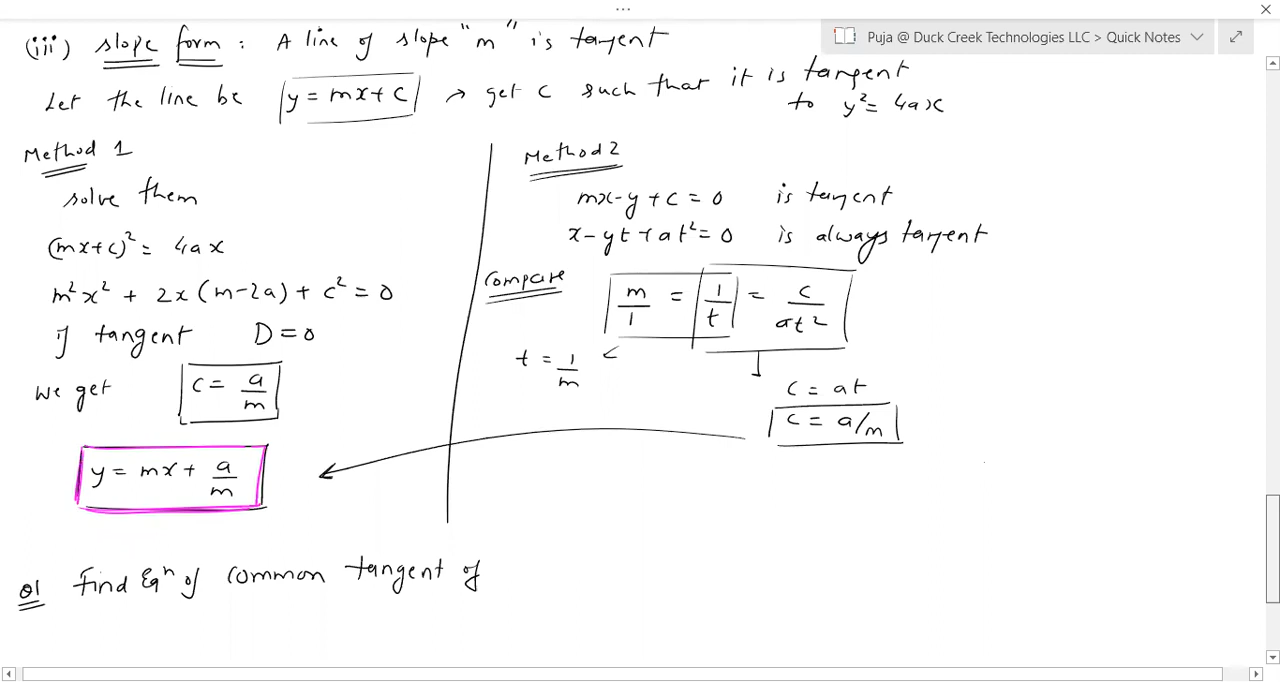 (iii) slope form : A line of slope "m" is tangent
Puja @ Duck Creek Technologies LLC > Quick Notes
Let the line be y = mx + c → get c such that it is tangent
to y² = 4ax
Method 1
solve them
(mx+c)² = 4ax
m²x² + 2x(m-2a) + c² = 0
if tangent D = 0
we get c = a/m
y = mx + a/m
Method 2
mx - y + c = 0 is tangent
x - yt + at² = 0 is always tangent
Compare m/1 = 1/t = c/at²
t = 1/m
c = at
c = a/m
Q1 Find Eqn of common tangent of